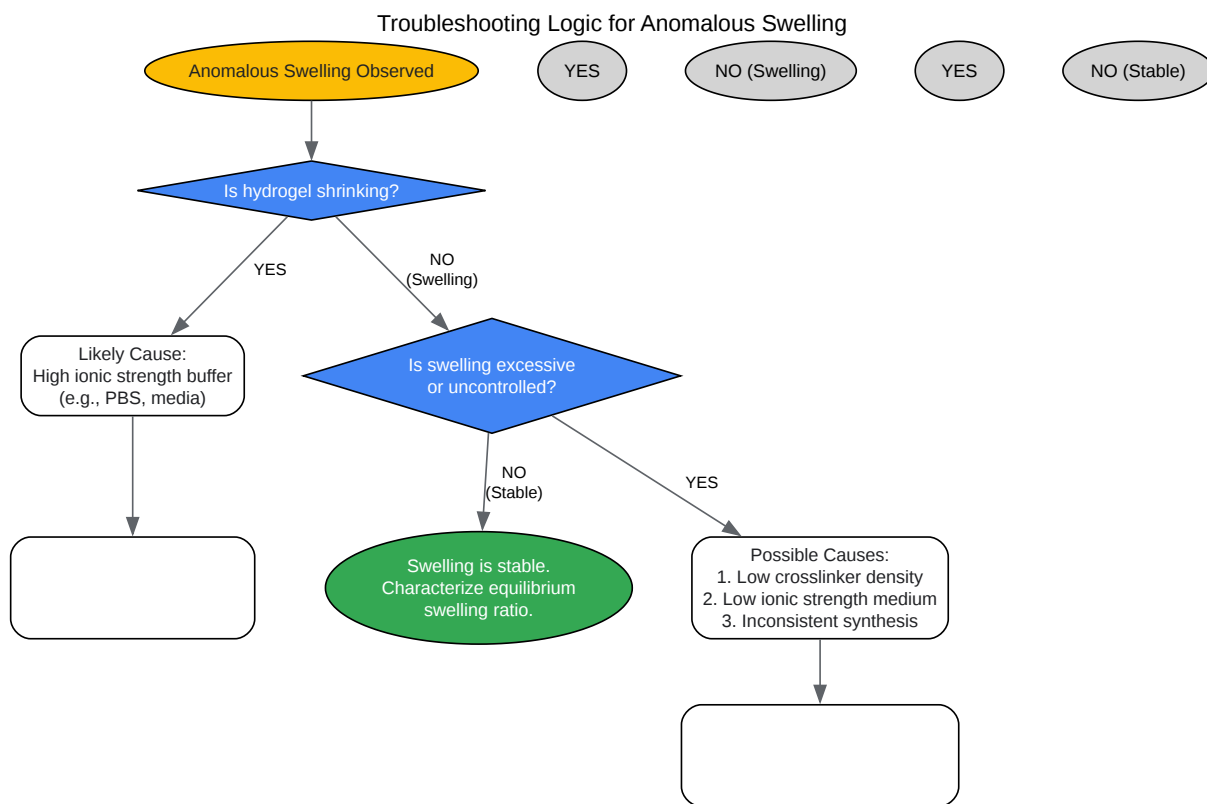 Troubleshooting Logic for Anomalous Swelling
Anomalous Swelling Observed
YES
NO (Swelling)
YES
NO (Stable)
Is hydrogel shrinking?
YES
NO
(Swelling)
Likely Cause:
High ionic strength buffer
(e.g., PBS, media)
Is swelling excessive
or uncontrolled?
NO
(Stable)
YES
Swelling is stable.
Characterize equilibrium
swelling ratio.
Possible Causes:
1. Low crosslinker density
2. Low ionic strength medium
3. Inconsistent synthesis